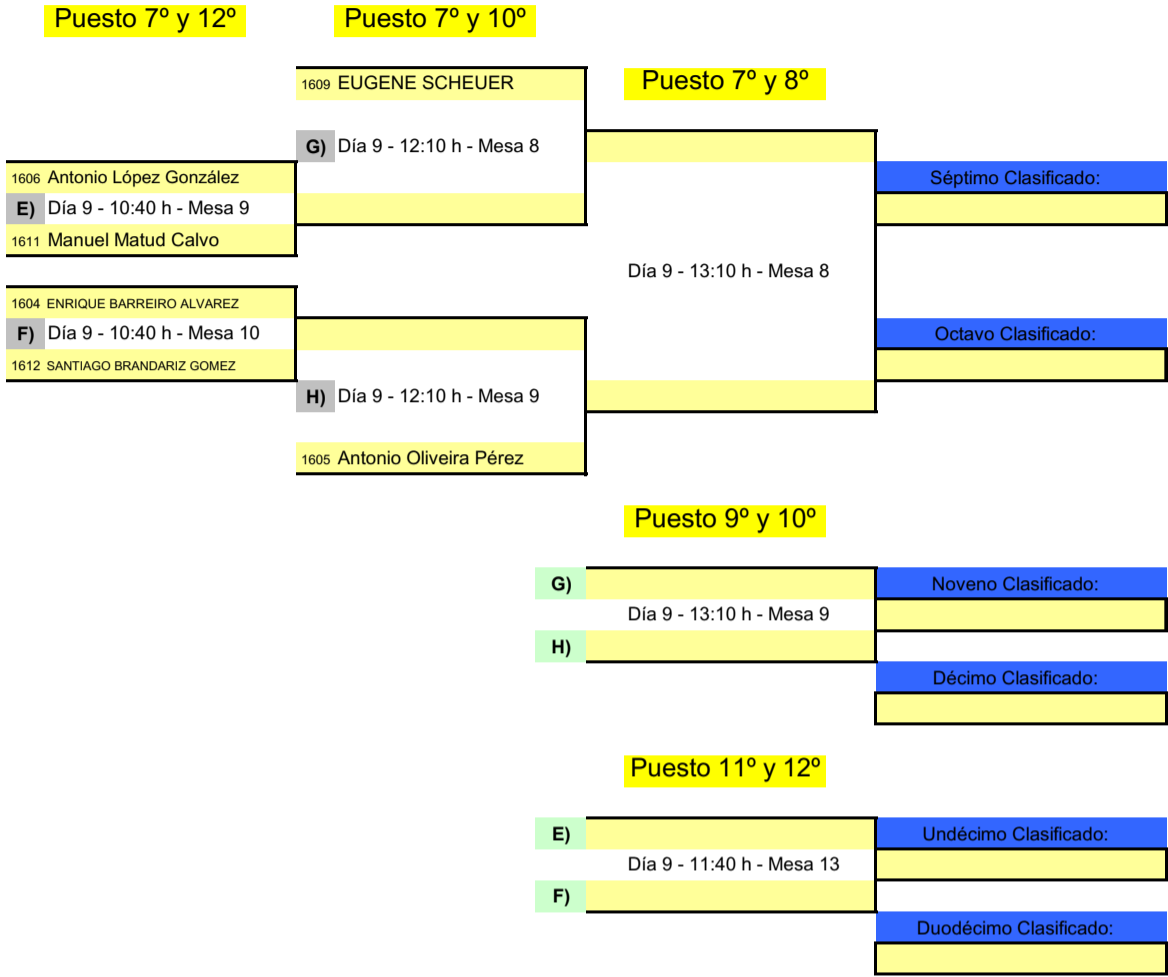 Puesto 7º y 12º
Puesto 7º y 10º
1609 EUGENE SCHEUER
Puesto 7º y 8º
G) Día 9 - 12:10 h - Mesa 8
1606 Antonio López González
Séptimo Clasificado:
E) Día 9 - 10:40 h - Mesa 9
1611 Manuel Matud Calvo
Día 9 - 13:10 h - Mesa 8
1604 ENRIQUE BARREIRO ALVAREZ
F) Día 9 - 10:40 h - Mesa 10
Octavo Clasificado:
1612 SANTIAGO BRANDARIZ GOMEZ
H) Día 9 - 12:10 h - Mesa 9
1605 Antonio Oliveira Pérez
Puesto 9º y 10º
G)
Noveno Clasificado:
Día 9 - 13:10 h - Mesa 9
H)
Décimo Clasificado:
Puesto 11º y 12º
E)
Undécimo Clasificado:
Día 9 - 11:40 h - Mesa 13
F)
Duodécimo Clasificado: